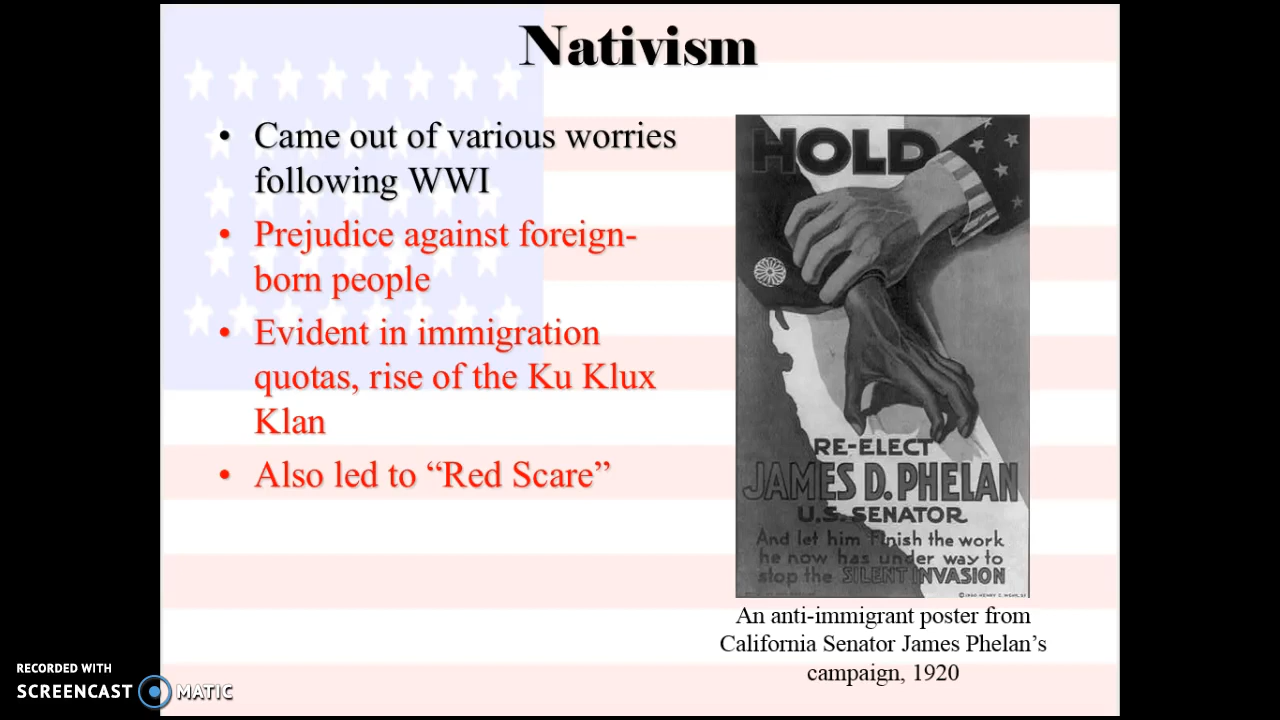 Nativism
• Came out of various worries
following WWI
• Prejudice against foreign-
born people
• Evident in immigration
quotas, rise of the Ku Klux
Klan
• Also led to “Red Scare”
HOLD
RE-ELECT
JAMES D. PHELAN
U.S. SENATOR
And let him Finish the work
he now has under way to
stop the SILENT INVASION
An anti-immigrant poster from
California Senator James Phelan’s
campaign, 1920
RECORDED WITH
SCREENCAST MATIC